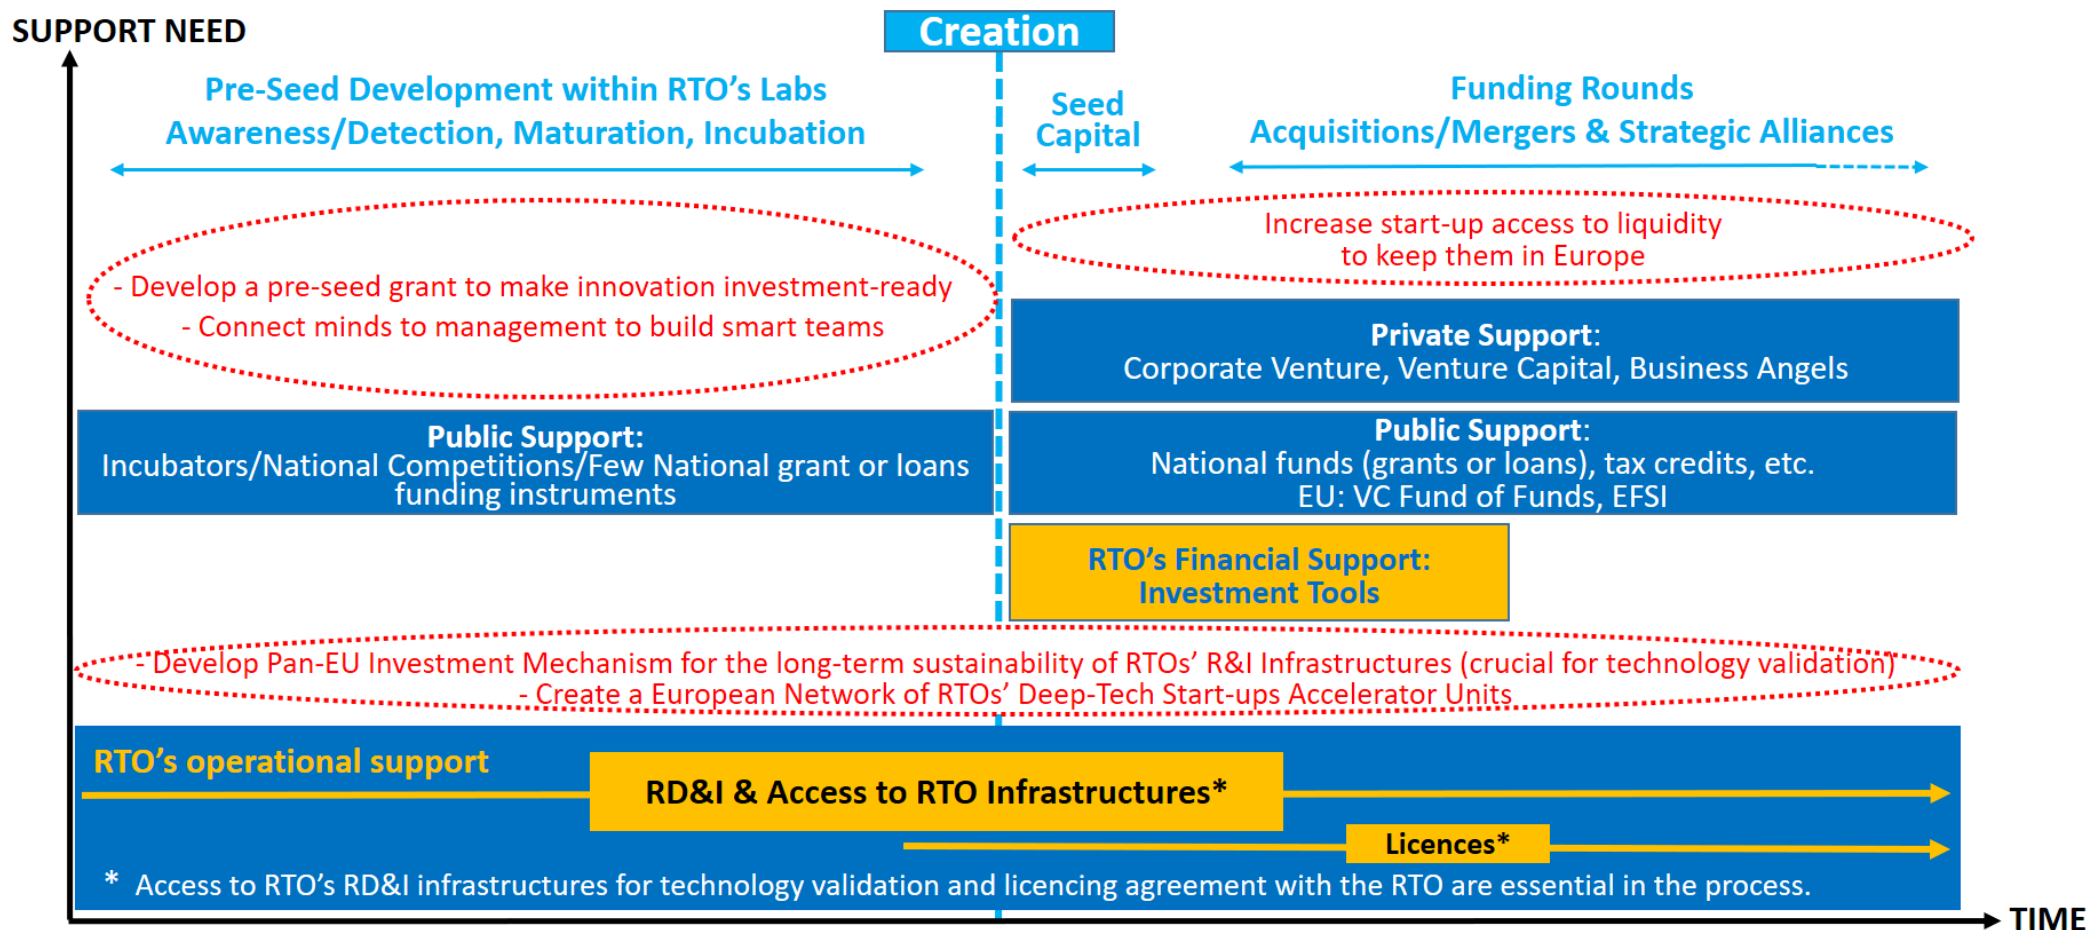 SUPPORT NEED
Creation
Pre-Seed Development within RTO's Labs
Awareness/Detection, Maturation, Incubation
Seed
Capital
Funding Rounds
Acquisitions/Mergers & Strategic Alliances
- Develop a pre-seed grant to make innovation investment-ready
- Connect minds to management to build smart teams
Increase start-up access to liquidity
to keep them in Europe
Private Support:
Corporate Venture, Venture Capital, Business Angels
Public Support:
Incubators/National Competitions/Few National grant or loans
funding instruments
Public Support:
National funds (grants or loans), tax credits, etc.
EU: VC Fund of Funds, EFSI
RTO's Financial Support:
Investment Tools
- Develop Pan-EU Investment Mechanism for the long-term sustainability of RTOs' R&I Infrastructures (crucial for technology validation)
- Create a European Network of RTOs' Deep-Tech Start-ups Accelerator Units
RTO's operational support
RD&I & Access to RTO Infrastructures*
Licences*
* Access to RTO's RD&I infrastructures for technology validation and licencing agreement with the RTO are essential in the process.
TIME